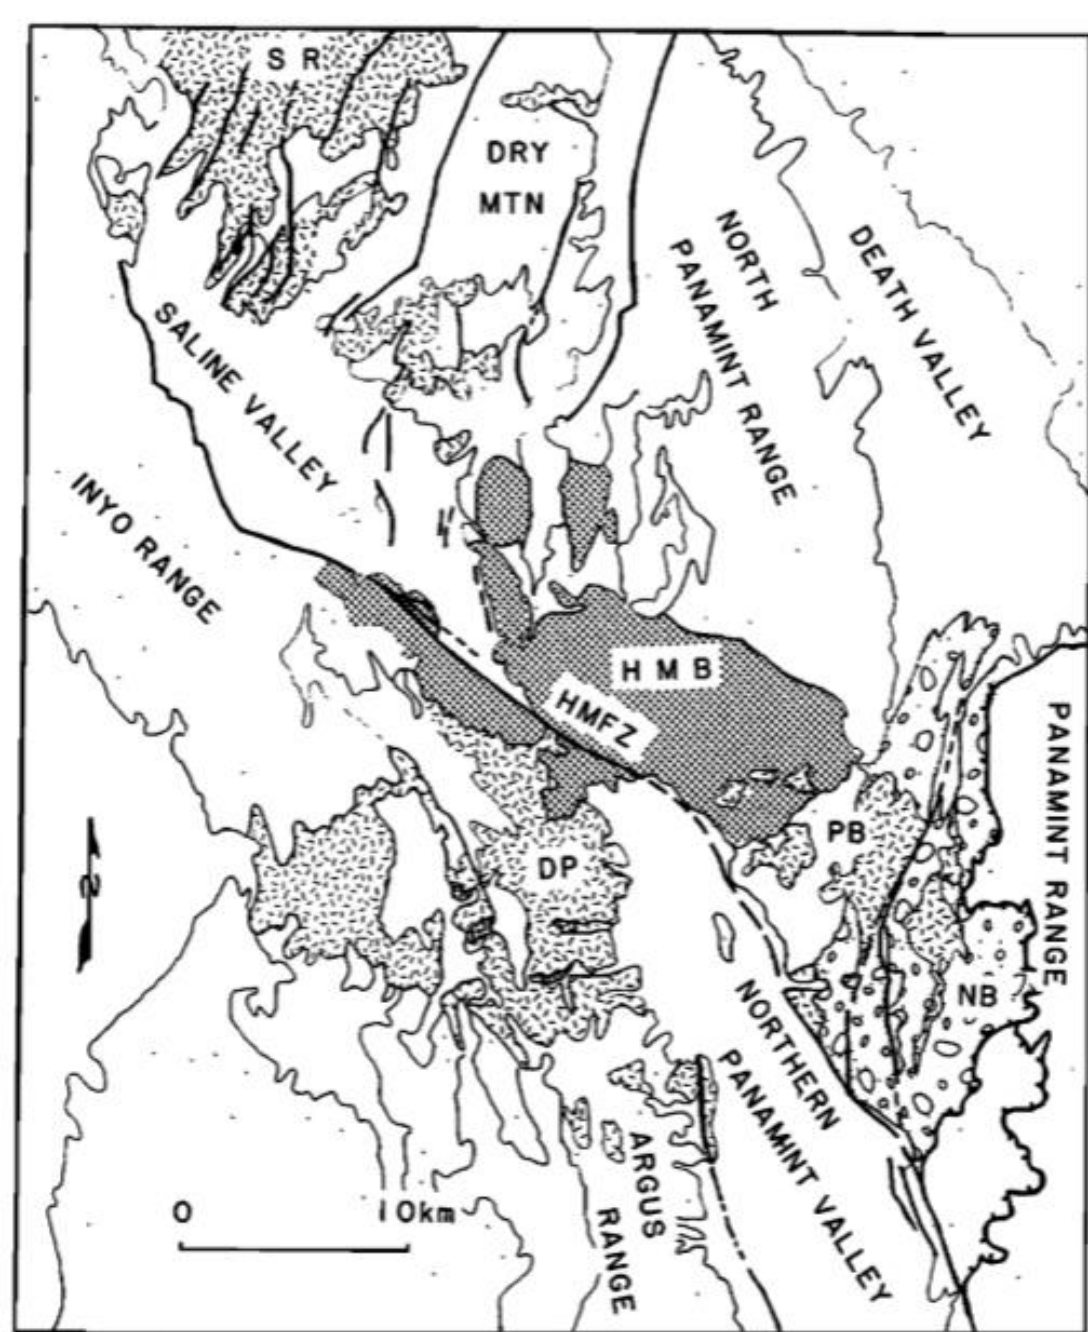 S R
DRY
MTN
NORTH
PANAMINT RANGE
DEATH VALLEY
SALINE VALLEY
INYO RANGE
H M B
HMFZ
PANAMINT RANGE
PB
DP
N
NB
NORTHERN
PANAMINT VALLEY
ARGUS
RANGE
0 10km